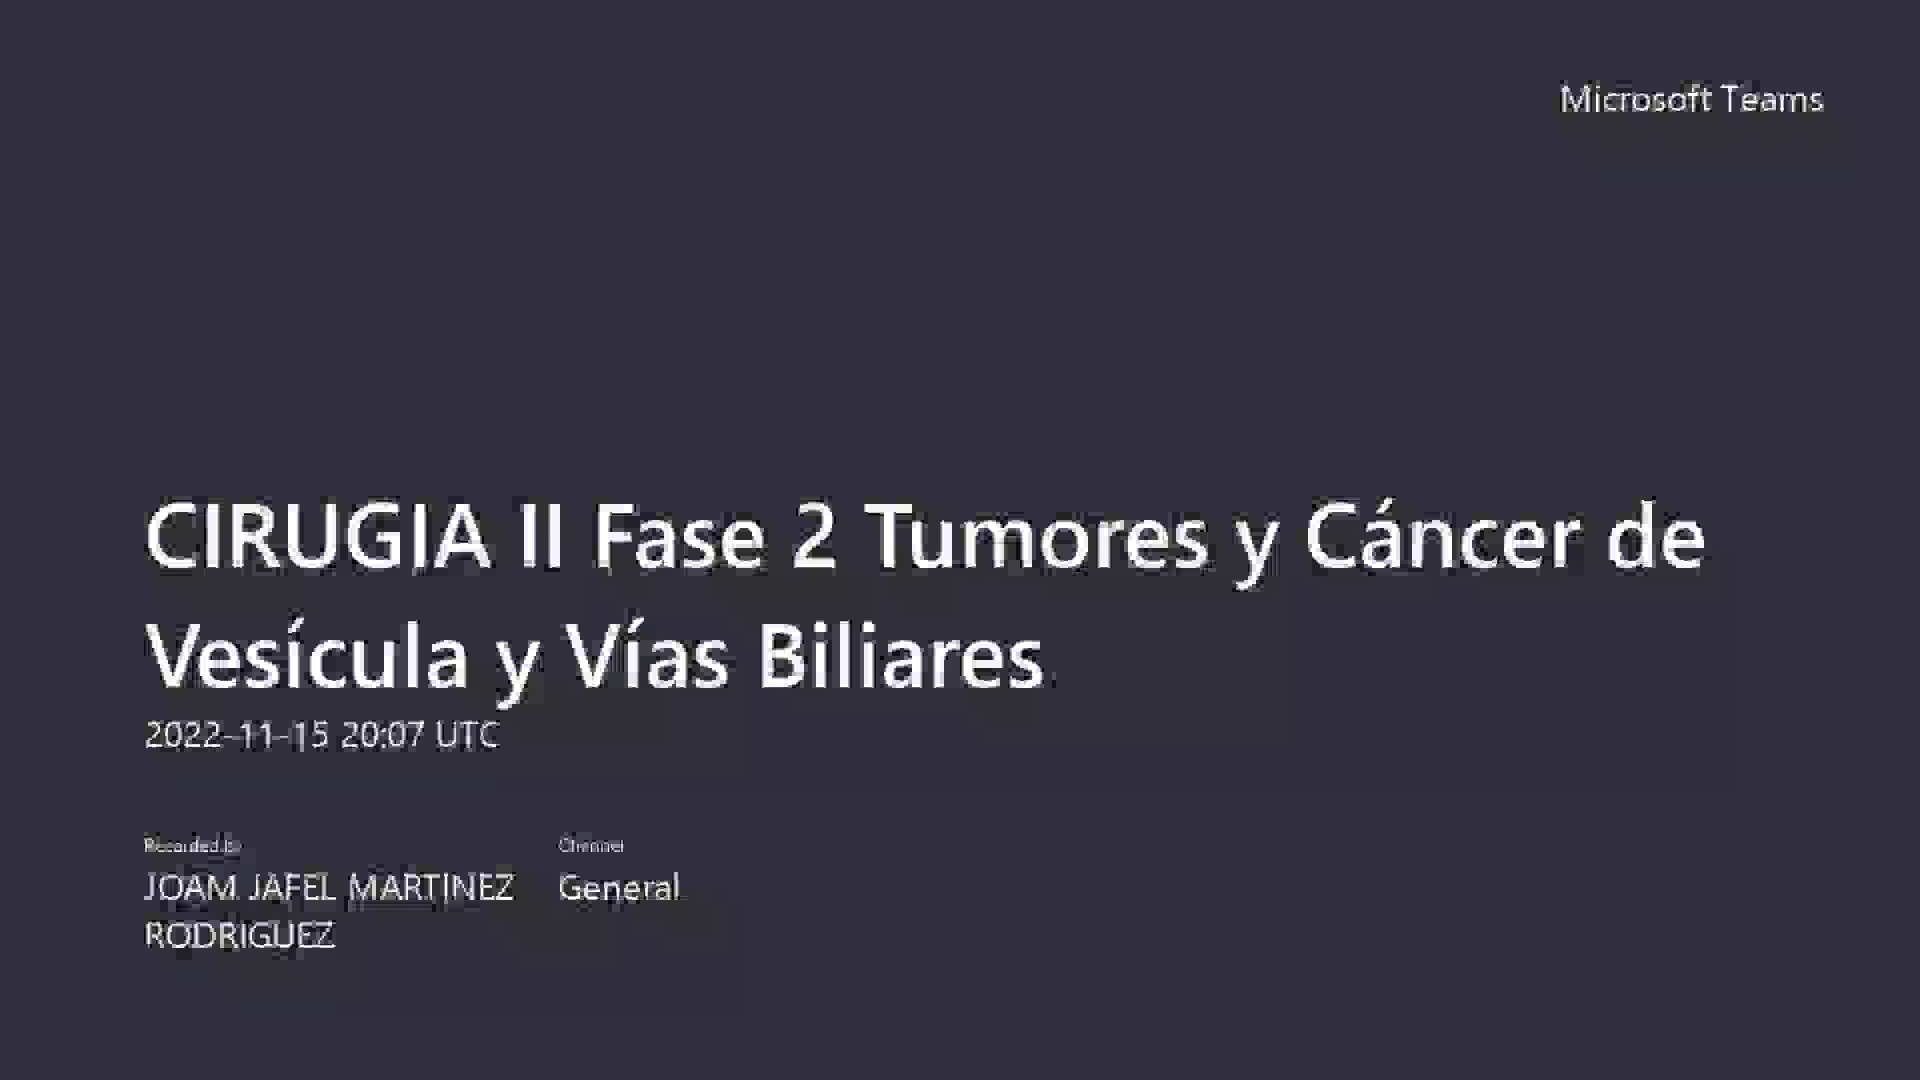 Microsoft Teams
CIRUGIA II Fase 2 Tumores y Cáncer de
Vesícula y Vías Biliares
2022-11-15 20:07 UTC
Recorded by
Channel
JOAM JAFEL MARTINEZ
RODRIGUEZ
General